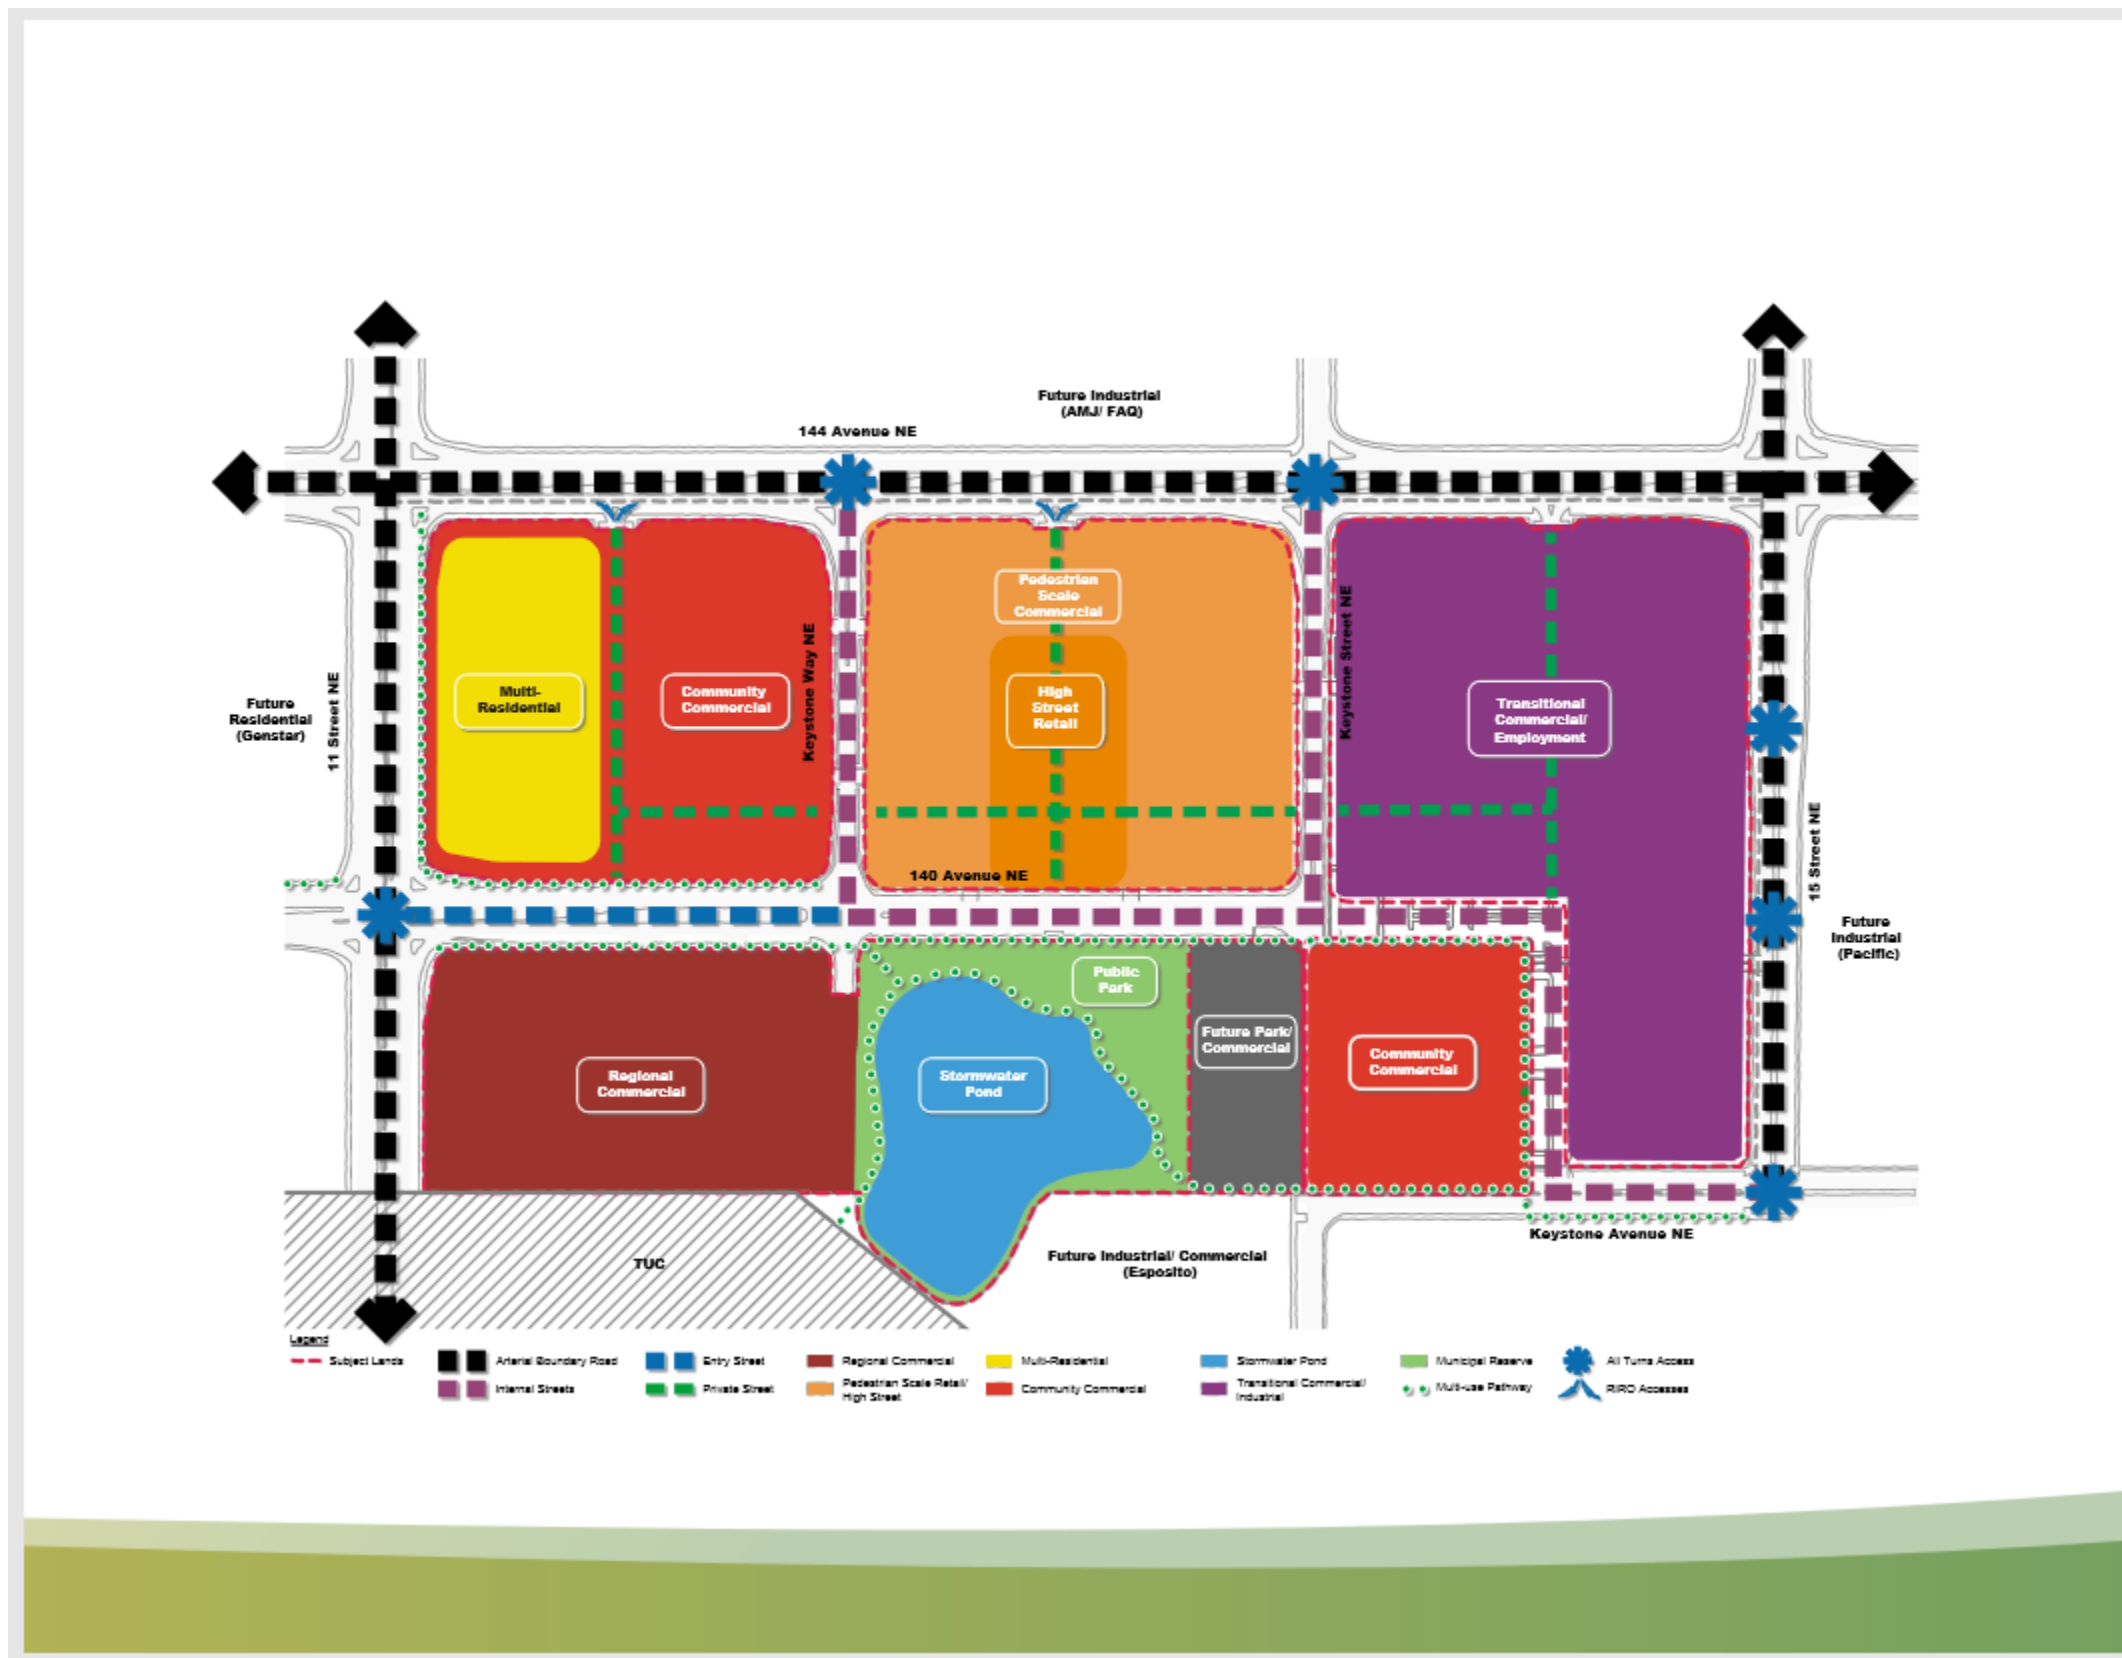 Future Industrial
(AMJ/ FAQ)
144 Avenue NE
Pedestrian
Scale
Commercial
Multi-
Residential
Community
Commercial
Keystone Way NE
High
Street
Retail
Keystone Street NE
Transitional
Commercial/
Employment
Future
Residential
(Genstar)
11 Street NE
140 Avenue NE
15 Street NE
Future
Industrial
(Pacific)
Public
Park
Future Park/
Commercial
Community
Commercial
Regional
Commercial
Stormwater
Pond
Keystone Avenue NE
TUC
Future Industrial/ Commercial
(Esposito)
Legend
Subject Lands
Arterial Boundary Road
Entry Street
Regional Commercial
Multi-Residential
Stormwater Pond
Municipal Reserve
All Turns Access
Internal Streets
Private Street
Pedestrian Scale Retail/
High Street
Community Commercial
Transitional Commercial/
Industrial
Multi-use Pathway
RIRO Accesses